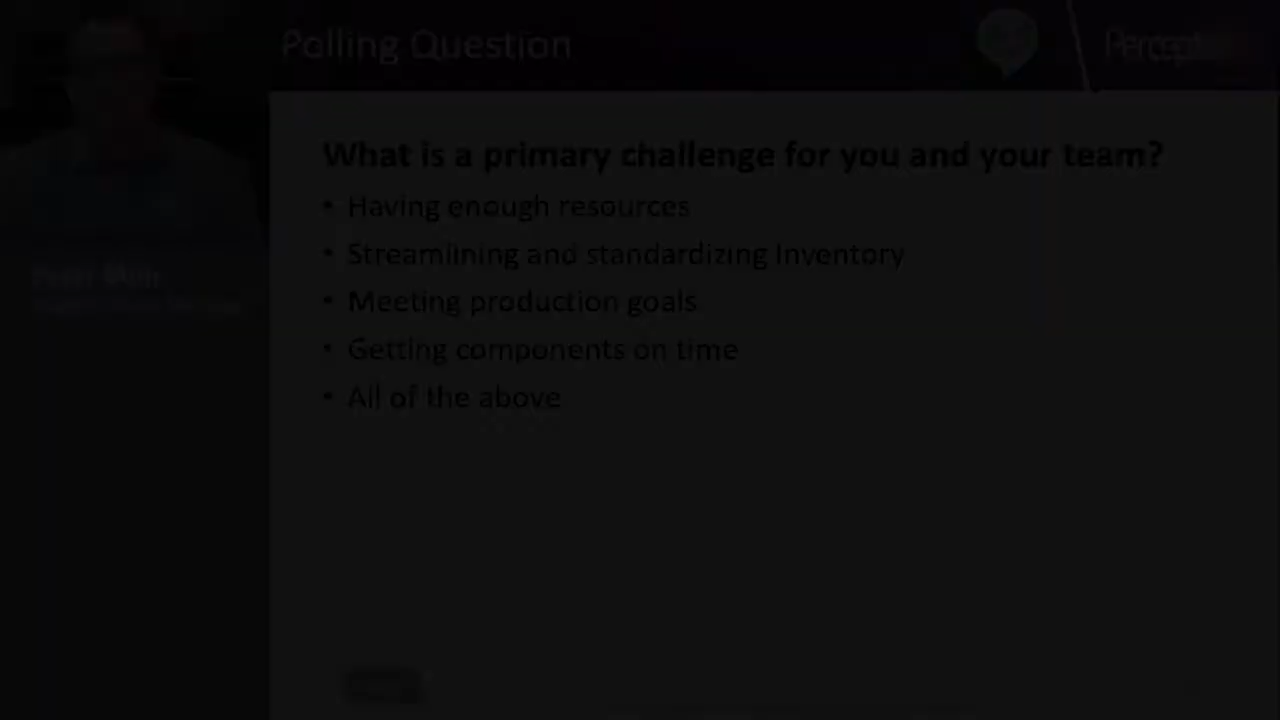 Polling Question
What is a primary challenge for you and your team?
• Having enough resources
• Streamlining and standardizing Inventory
• Meeting production goals
• Getting components on time
• All of the above